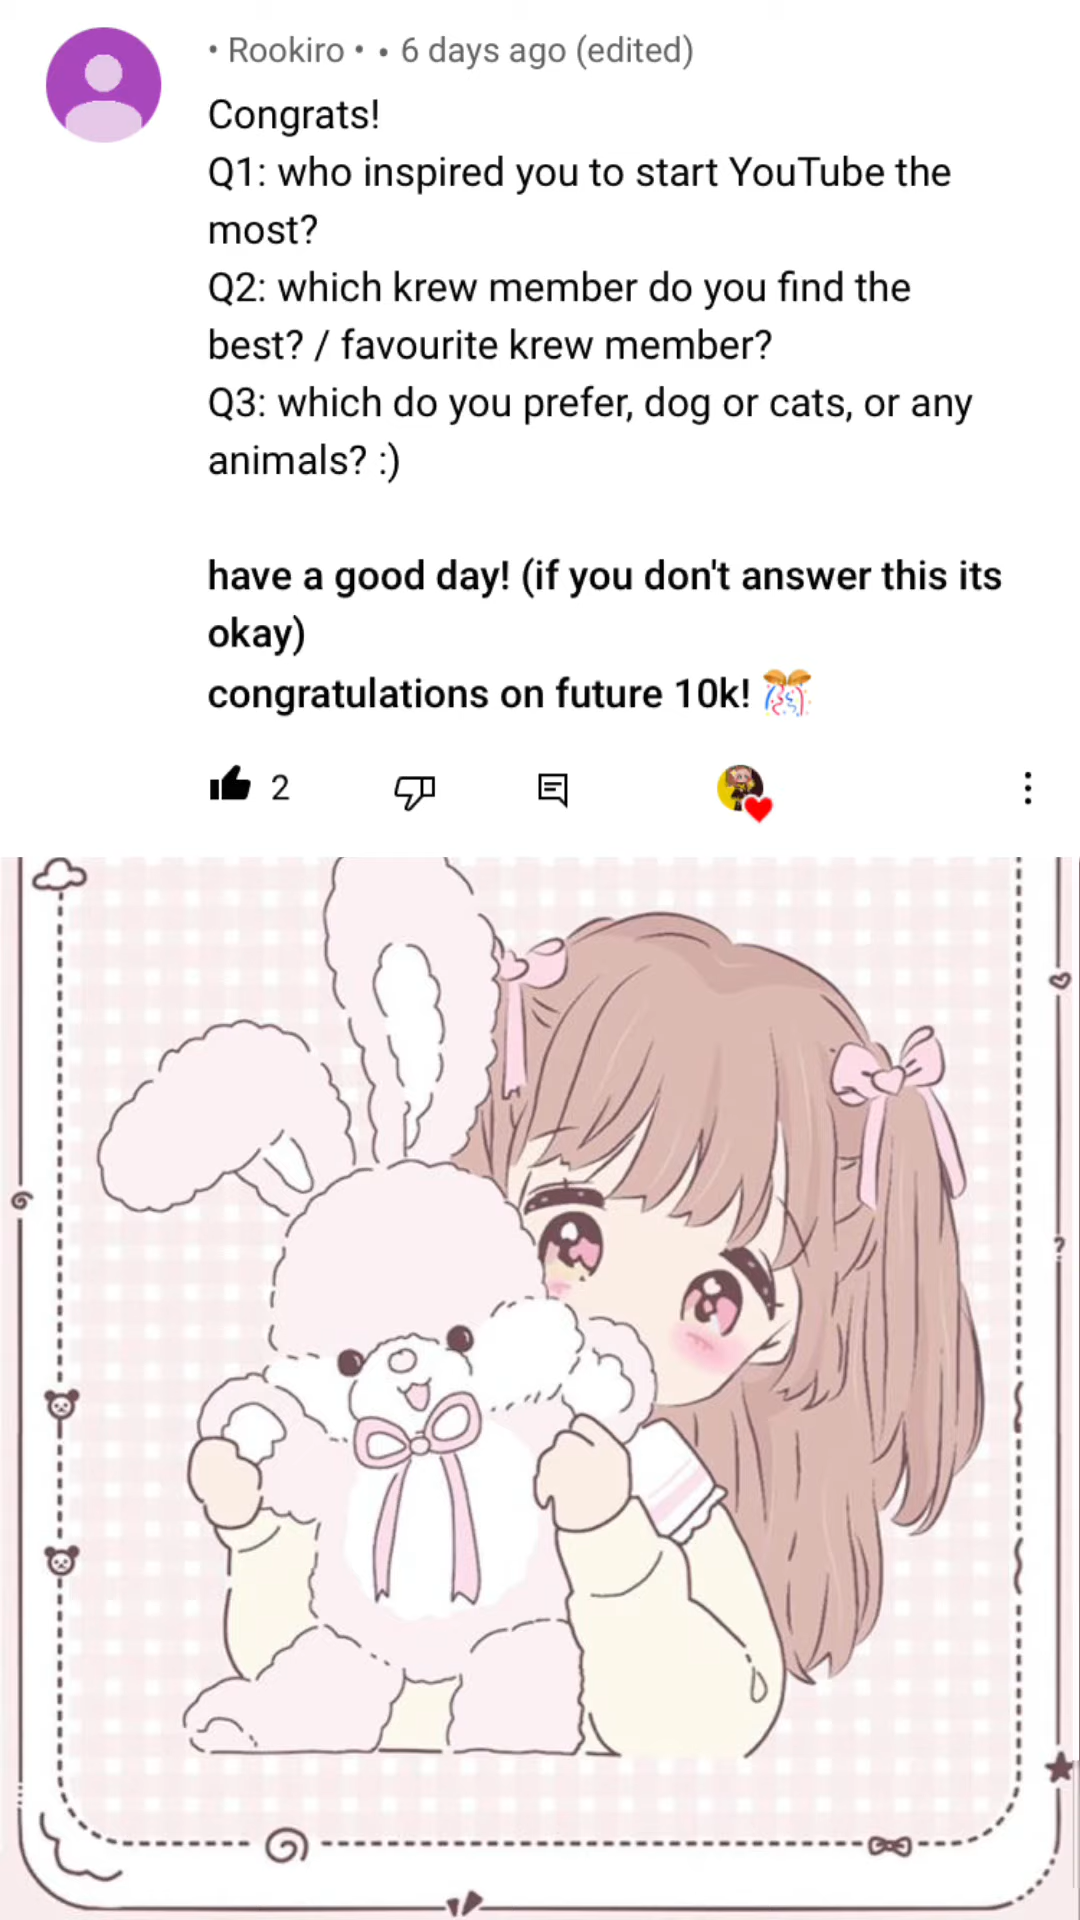 • Rookiro • • 6 days ago (edited)
Congrats!
Q1: who inspired you to start YouTube the
most?
Q2: which krew member do you find the
best? / favourite krew member?
Q3: which do you prefer, dog or cats, or any
animals? :)
have a good day! (if you don't answer this its
okay)
congratulations on future 10k! 🎊
2
?